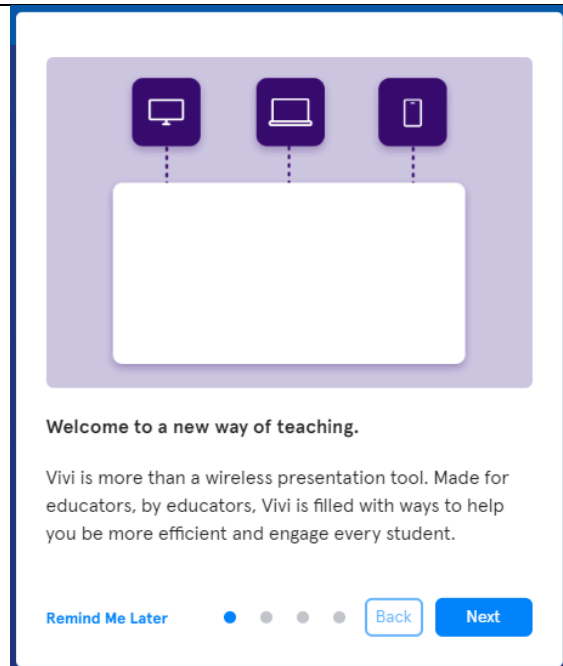 Welcome to a new way of teaching.
Vivi is more than a wireless presentation tool. Made for
educators, by educators, Vivi is filled with ways to help
you be more efficient and engage every student.
Remind Me Later
Back
Next